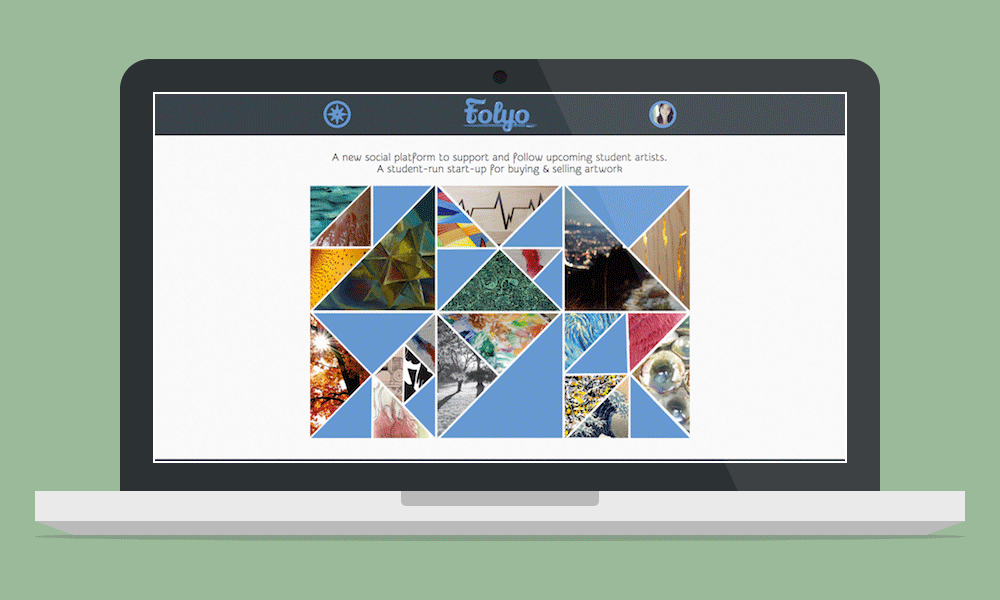 Folyo
A new social platform to support and follow upcoming student artists.
A student-run start-up for buying & selling artwork